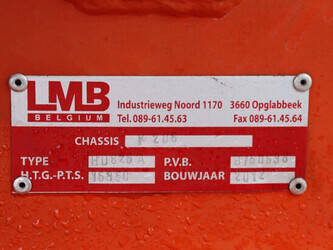 LMB
BELGIUM
Industrieweg Noord 1170 3660 Opglabbeek
Tel. 089-61.45.63 Fax 089-61.45.64
CHASSIS K 206
TYPE P.V.B.
H.T.G.-P.T.S. BOUWJAAR 2012